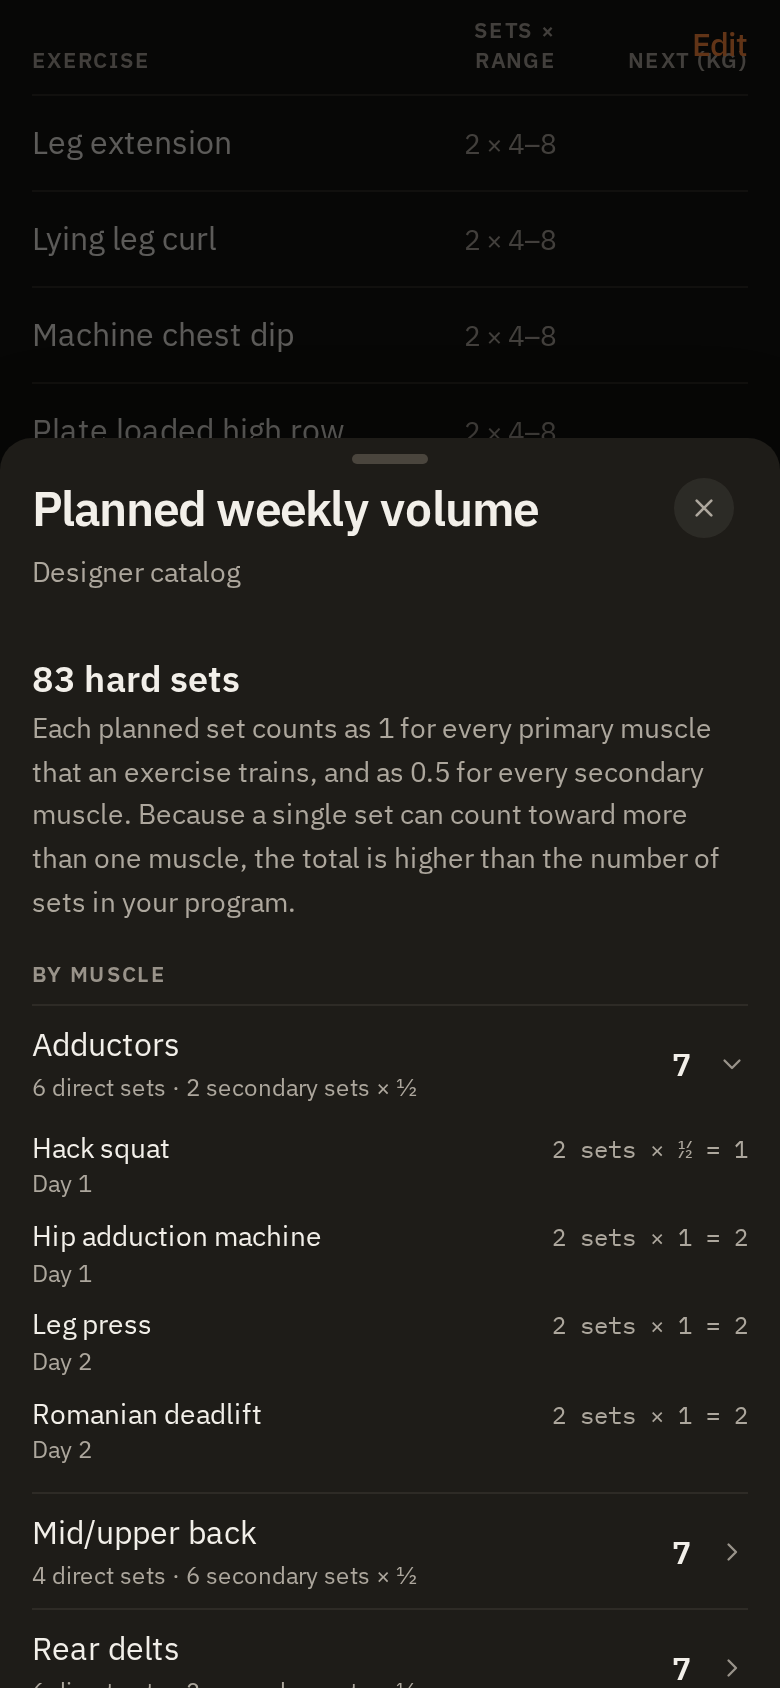 SETS ×
Edit
EXERCISE RANGE NEXT (KG)
Leg extension 2 × 4–8
Lying leg curl 2 × 4–8
Machine chest dip 2 × 4–8
Plate loaded high row 2 × 4–8
Planned weekly volume
Designer catalog
83 hard sets
Each planned set counts as 1 for every primary muscle
that an exercise trains, and as 0.5 for every secondary
muscle. Because a single set can count toward more
than one muscle, the total is higher than the number of
sets in your program.
BY MUSCLE
Adductors 7
6 direct sets · 2 secondary sets × ½
Hack squat 2 sets × ½ = 1
Day 1
Hip adduction machine 2 sets × 1 = 2
Day 1
Leg press 2 sets × 1 = 2
Day 2
Romanian deadlift 2 sets × 1 = 2
Day 2
Mid/upper back 7
4 direct sets · 6 secondary sets × ½
Rear delts 7